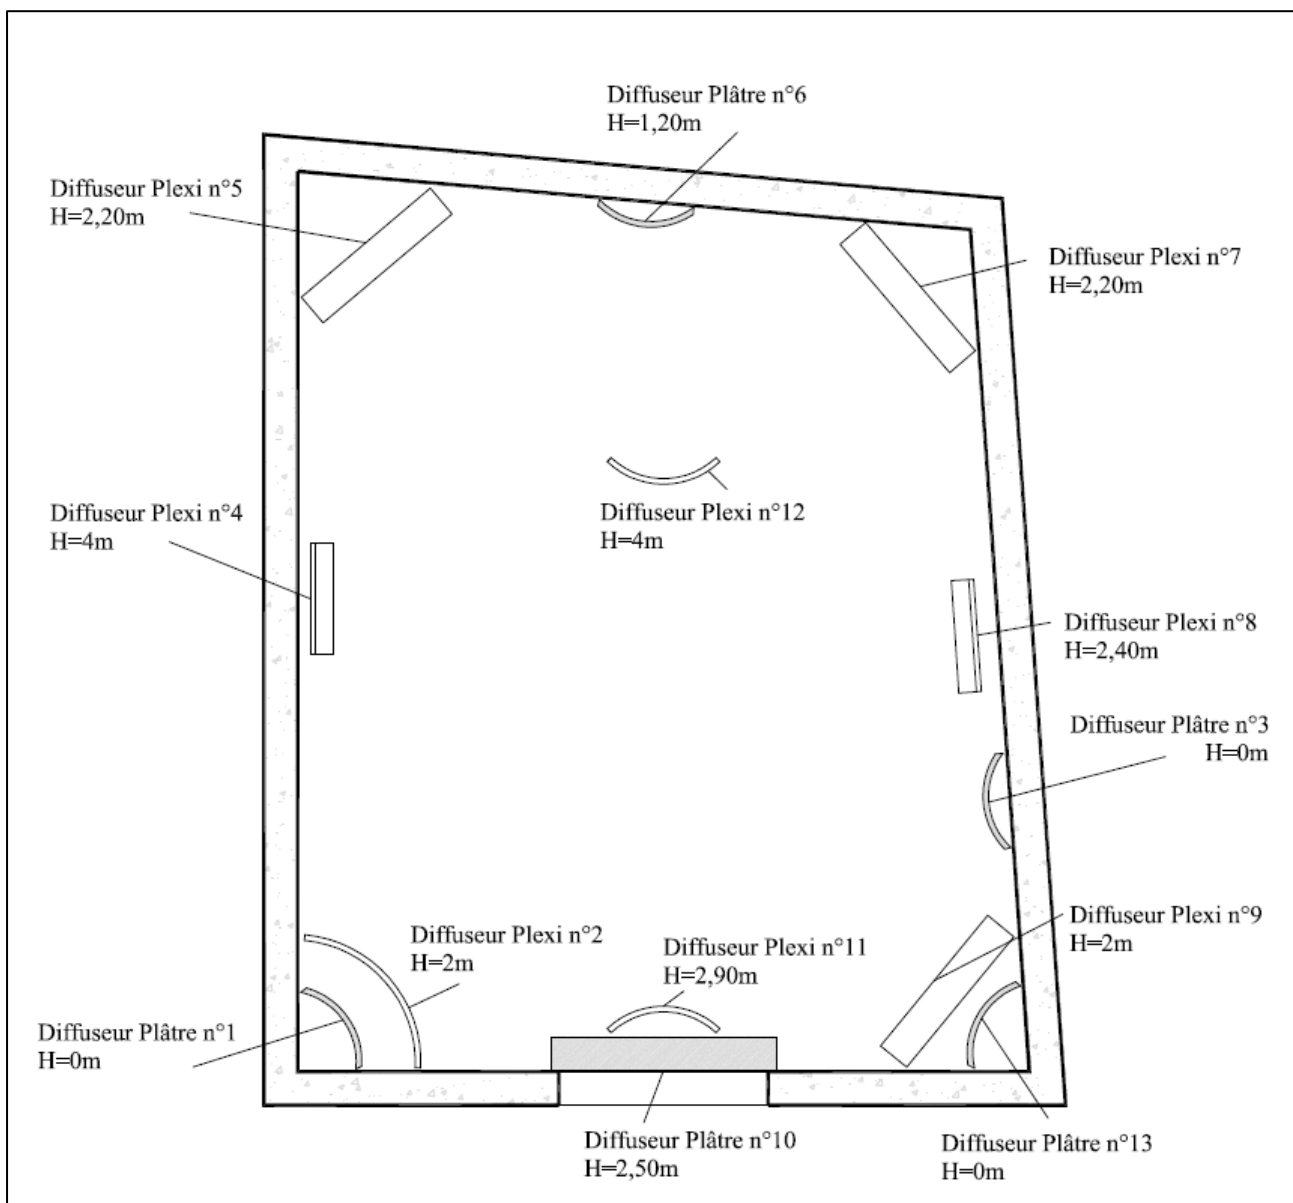 Diffuseur Plâtre n°6
H=1,20m
Diffuseur Plexi n°5
H=2,20m
Diffuseur Plexi n°7
H=2,20m
Diffuseur Plexi n°4
H=4m
Diffuseur Plexi n°12
H=4m
Diffuseur Plexi n°8
H=2,40m
Diffuseur Plâtre n°3
H=0m
Diffuseur Plexi n°9
H=2m
Diffuseur Plexi n°2
H=2m
Diffuseur Plexi n°11
H=2,90m
Diffuseur Plâtre n°1
H=0m
Diffuseur Plâtre n°10
H=2,50m
Diffuseur Plâtre n°13
H=0m